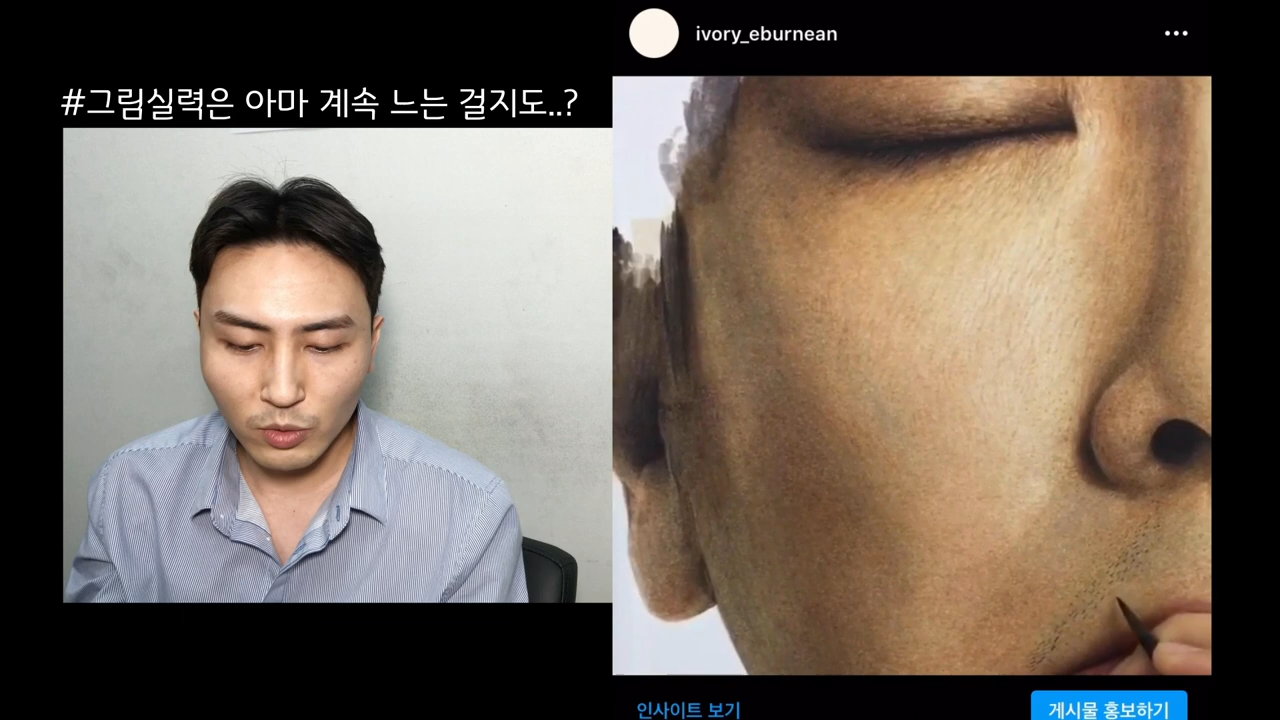 #그림실력은 아마 계속 느는 걸지도..?
ivory_eburnean
인사이트 보기
게시물 홍보하기